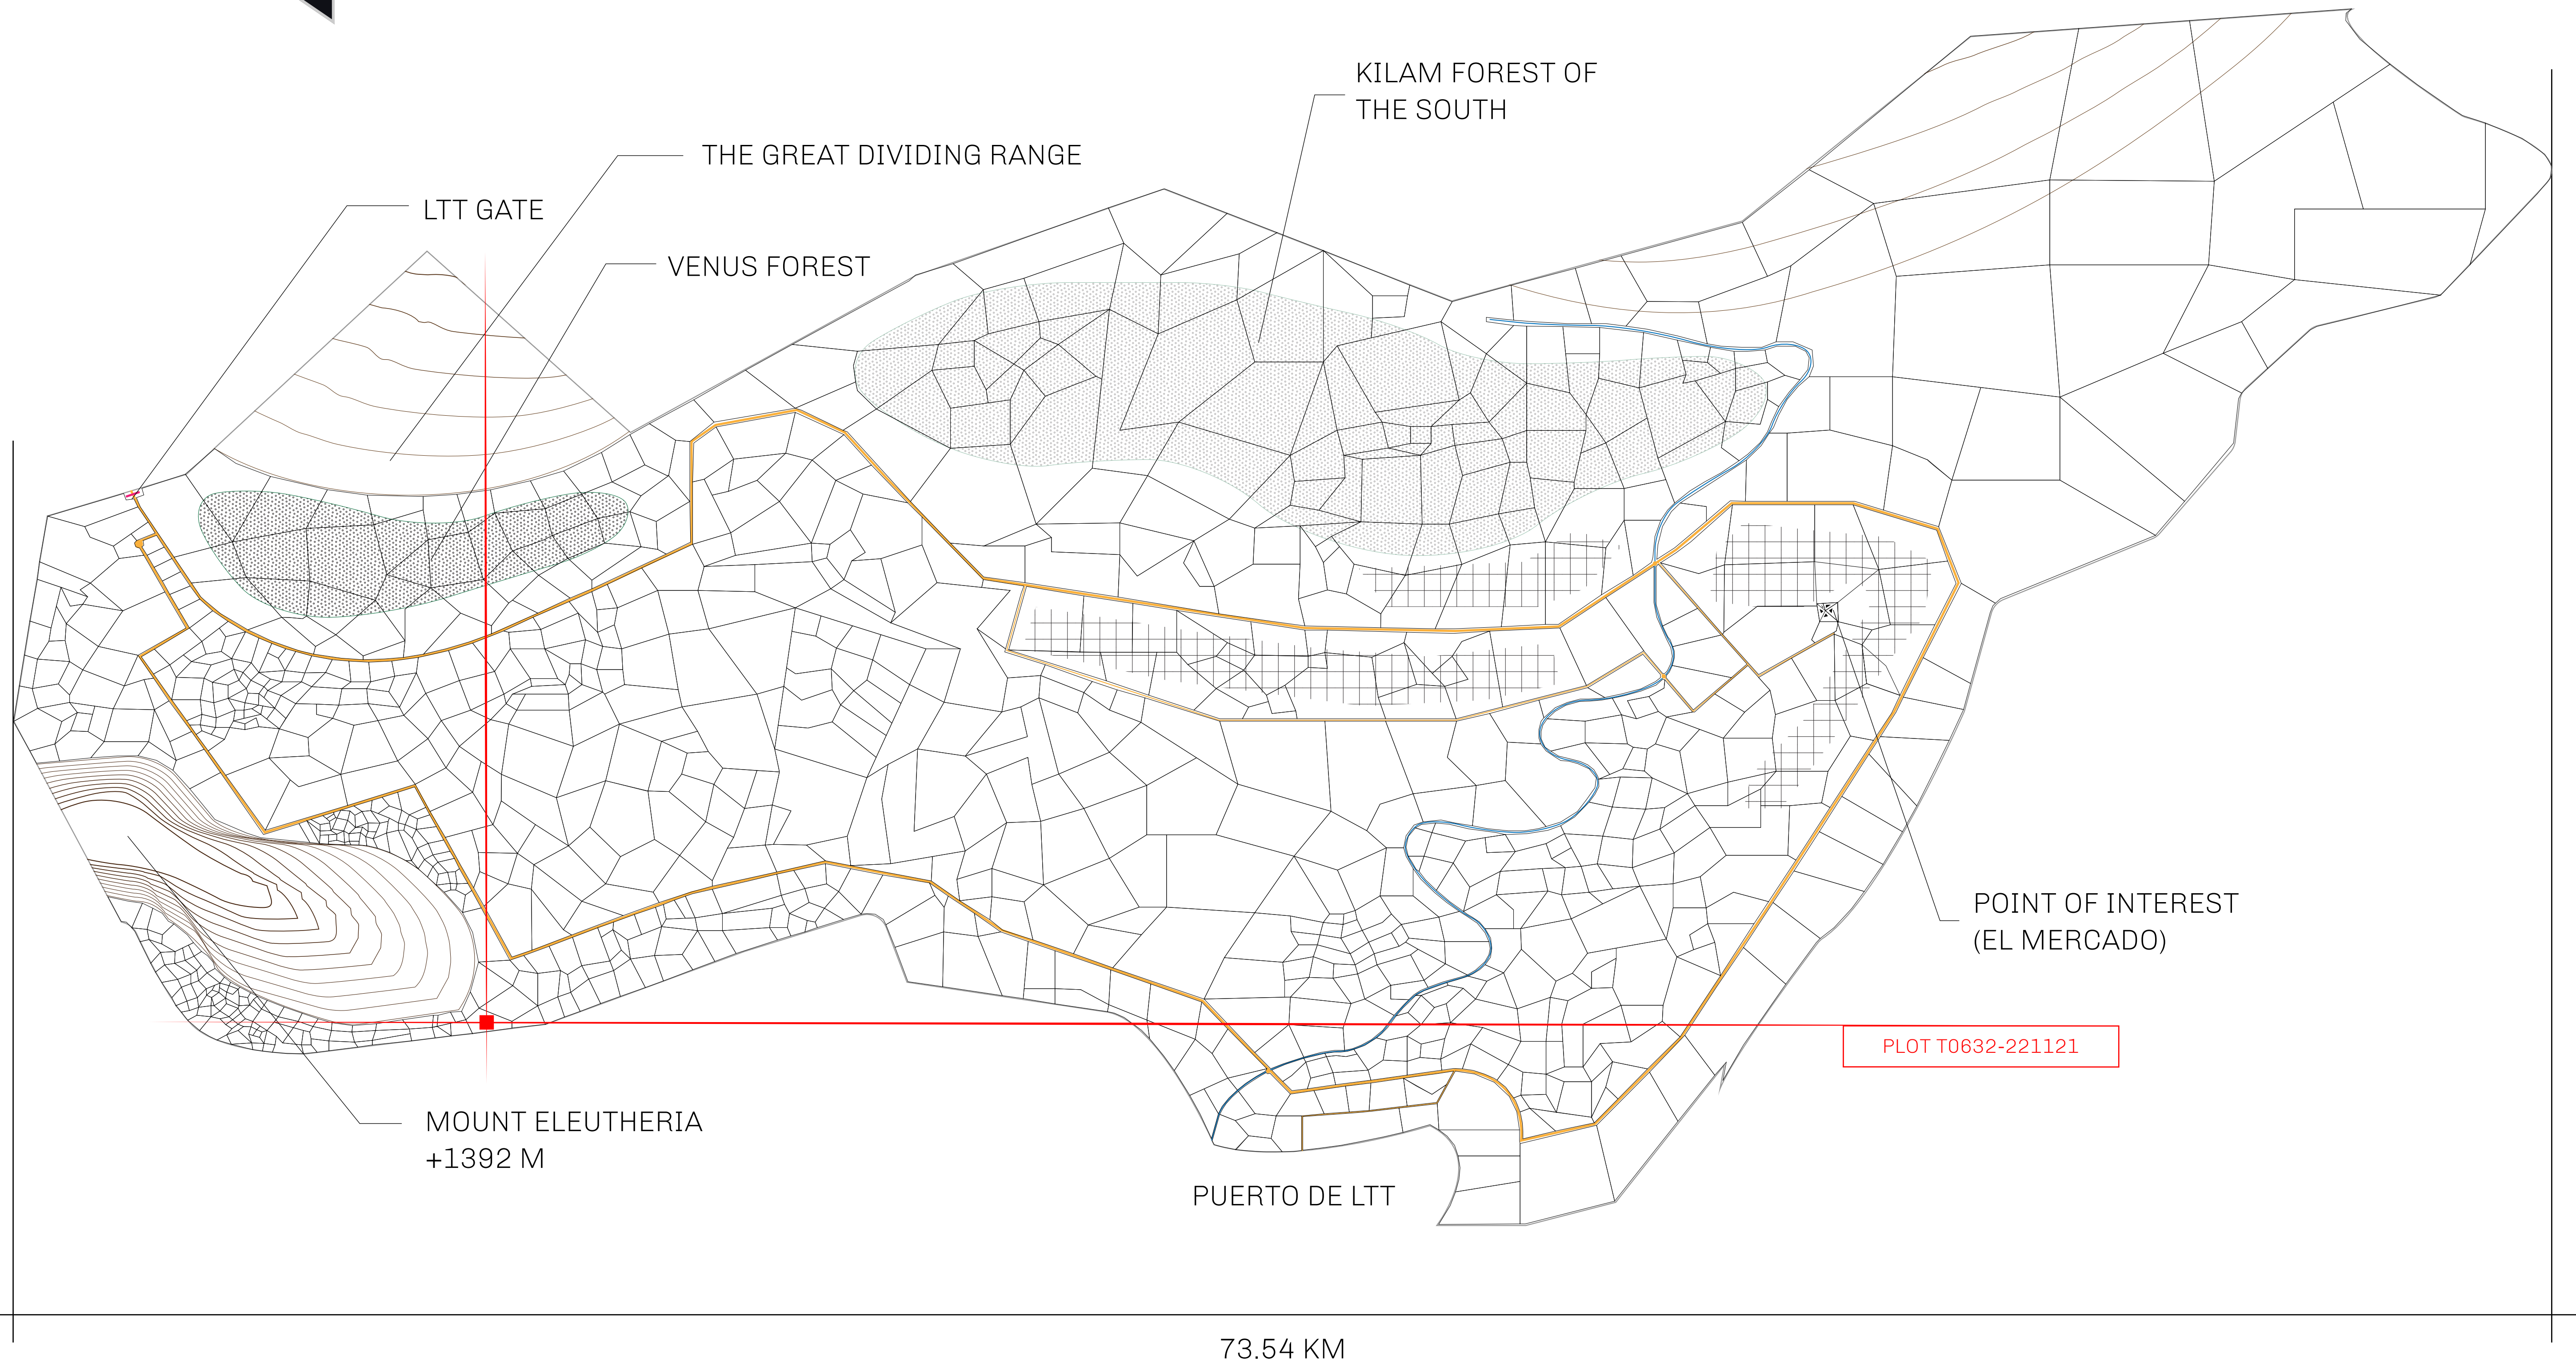 KILAM FOREST OF
THE SOUTH
THE GREAT DIVIDING RANGE
LTT GATE
VENUS FOREST
POINT OF INTEREST
(EL MERCADO)
PLOT T0632-221121
MOUNT ELEUTHERIA
+1392 M
PUERTO DE LTT
73.54 KM